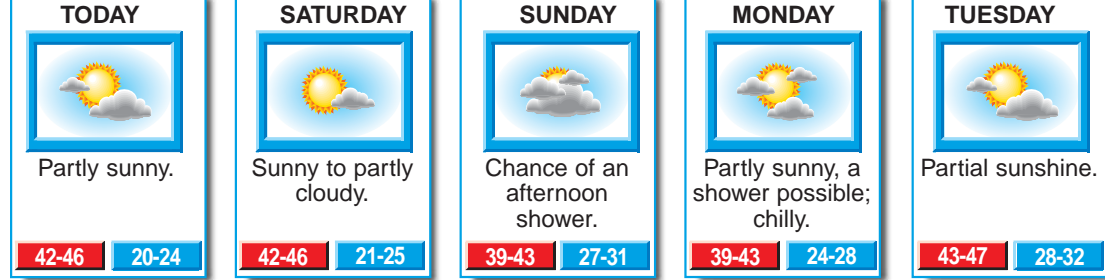 TODAY
Partly sunny.
42-46 20-24
SATURDAY
Sunny to partly
cloudy.
42-46 21-25
SUNDAY
Chance of an
afternoon
shower.
39-43 27-31
MONDAY
Partly sunny, a
shower possible;
chilly.
39-43 24-28
TUESDAY
Partial sunshine.
43-47 28-32